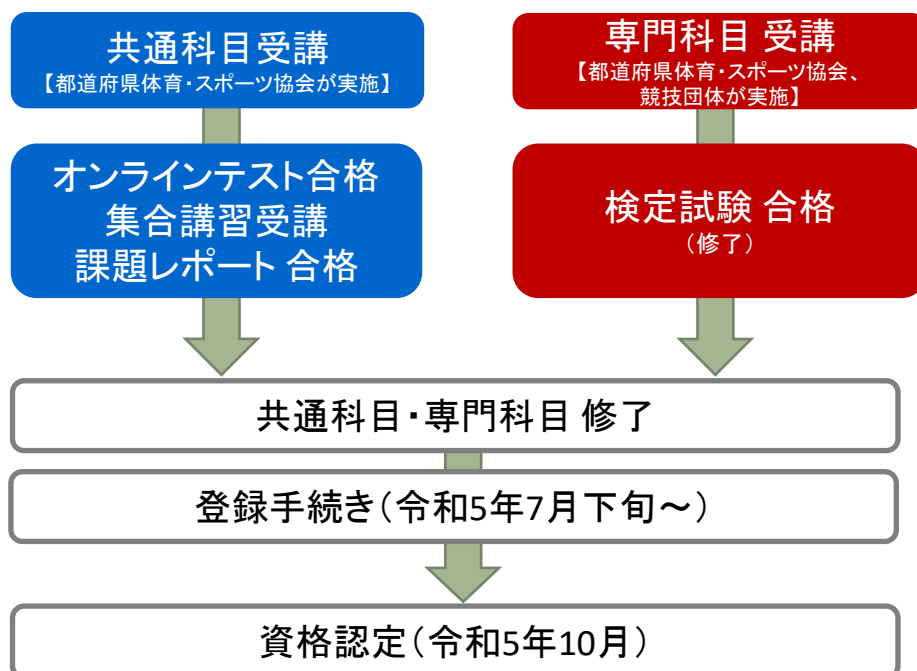 共通科目受講
【都道府県体育・スポーツ協会が実施】
オンラインテスト合格
集合講習受講
課題レポート 合格
専門科目 受講
【都道府県体育・スポーツ協会、
競技団体が実施】
検定試験 合格
（修了）
共通科目・専門科目 修了
登録手続き（令和5年7月下旬～）
資格認定（令和5年10月）